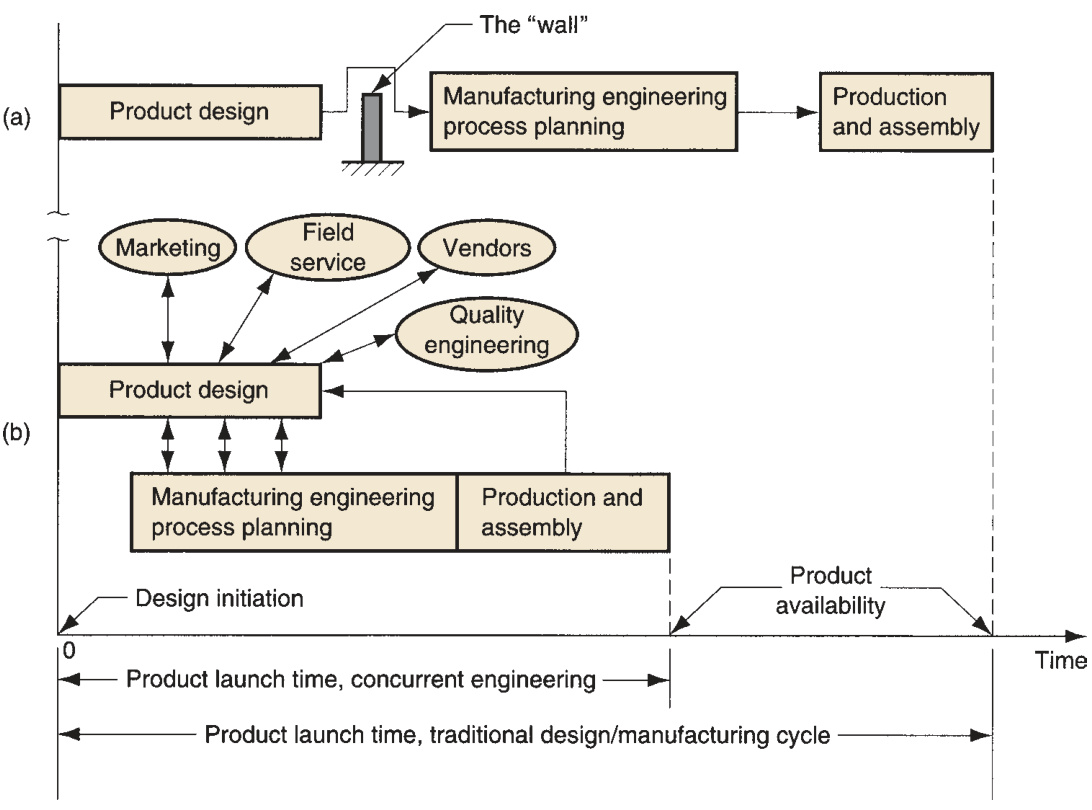 The “wall”
(a)
Product design
Manufacturing engineering
process planning
Production
and assembly
Marketing
Field
service
Vendors
Quality
engineering
Product design
(b)
Manufacturing engineering
process planning
Production and
assembly
Design initiation
Product
availability
0
Time
Product launch time, concurrent engineering
Product launch time, traditional design/manufacturing cycle